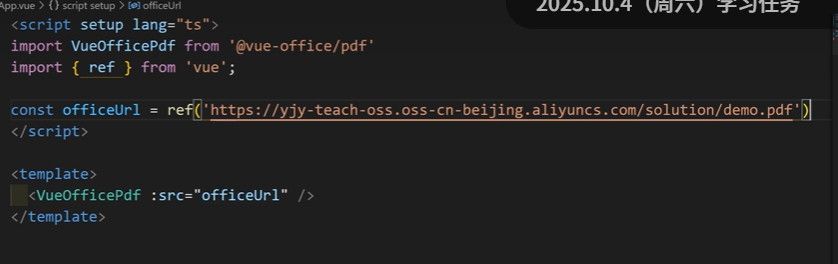 App.vue > {} script setup > officeUrl
2025.10.4（周六）学习任务
<script setup lang="ts">
import VueOfficePdf from '@vue-office/pdf'
import { ref } from 'vue';
const officeUrl = ref('https://yjy-teach-oss.oss-cn-beijing.aliyuncs.com/solution/demo.pdf')
</script>
<template>
<VueOfficePdf :src="officeUrl" />
</template>